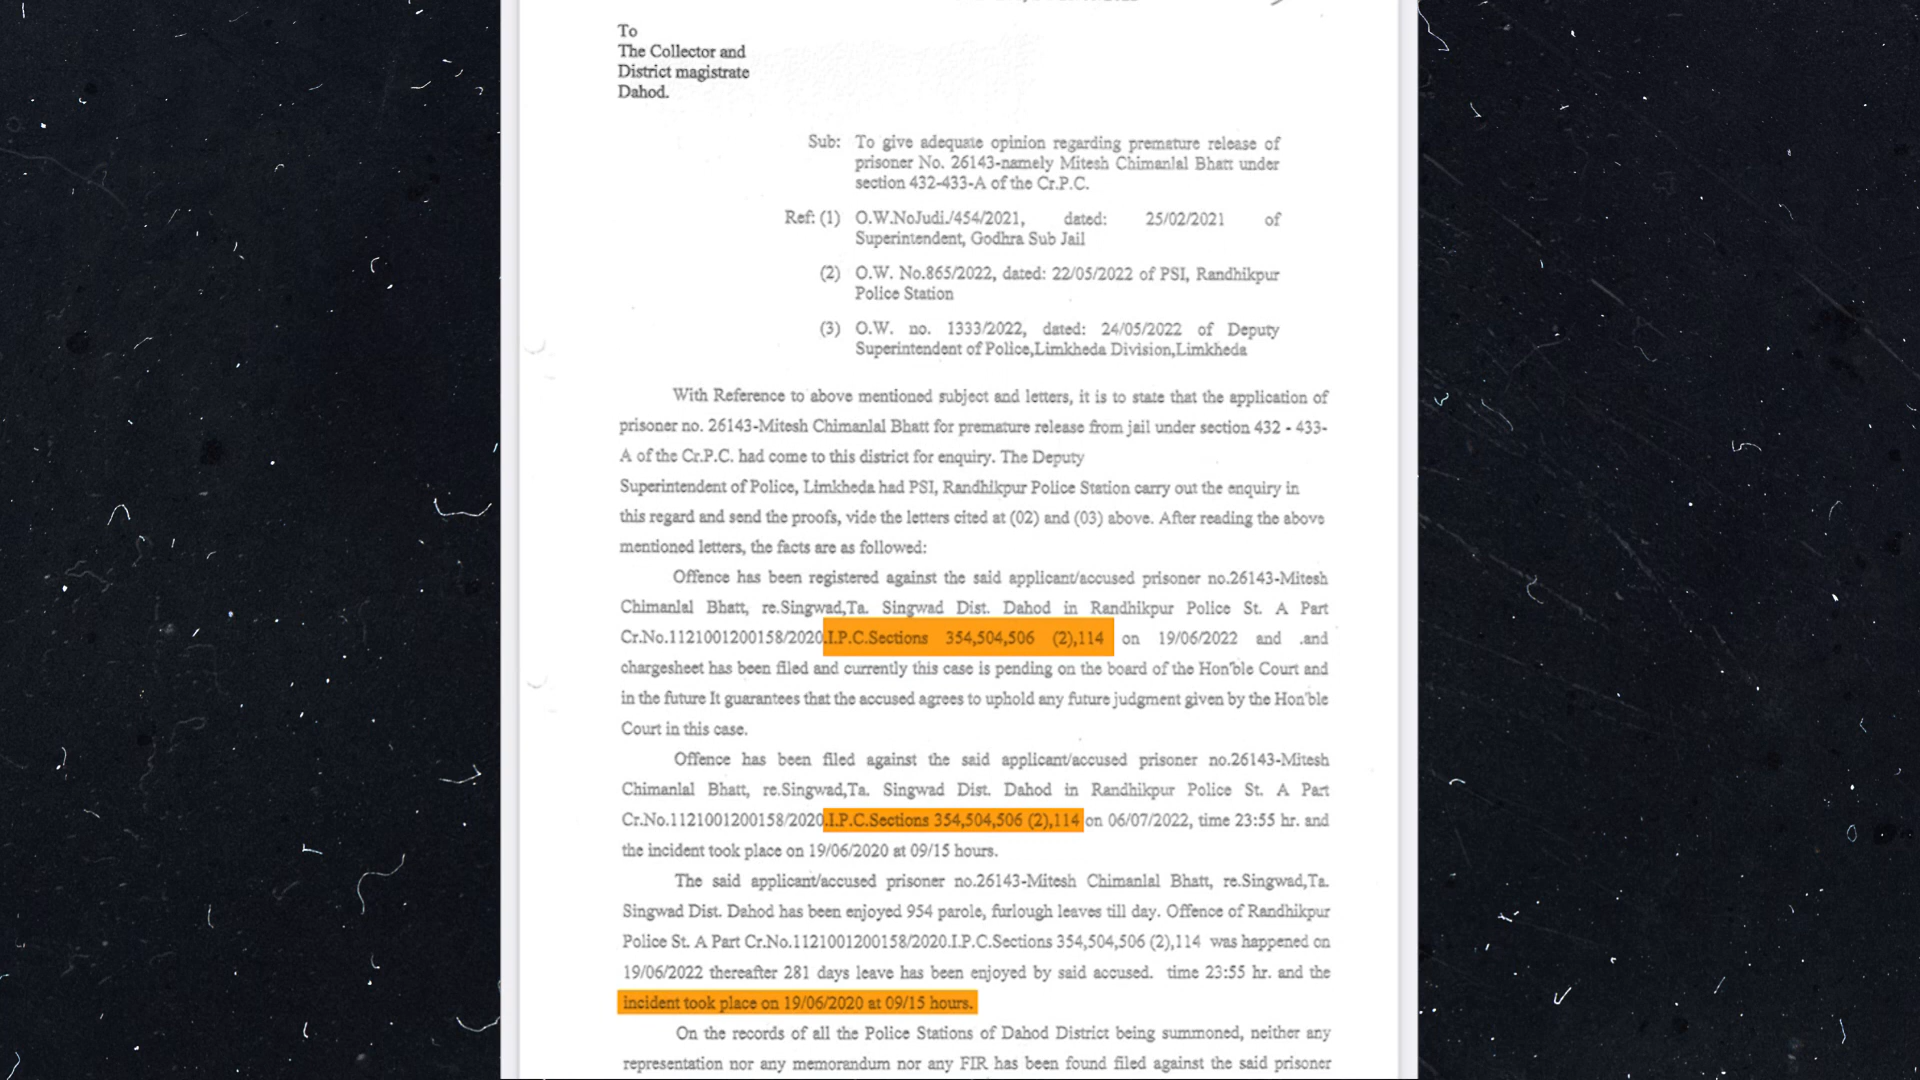 To
The Collector and
District magistrate
Dahod.
Sub: To give adequate opinion regarding premature release of
prisoner No. 26143-namely Mitesh Chimanlal Bhatt under
section 432-433-A of the Cr.P.C.
Ref: (1) O.W.NoJudi./454/2021, dated: 25/02/2021 of
Superintendent, Godhra Sub Jail
(2) O.W. No.865/2022, dated: 22/05/2022 of PSI, Randhikpur
Police Station
(3) O.W. no. 1333/2022, dated: 24/05/2022 of Deputy
Superintendent of Police,Limkheda Division,Limkheda
With Reference to above mentioned subject and letters, it is to state that the application of
prisoner no. 26143-Mitesh Chimanlal Bhatt for premature release from jail under section 432 - 433-
A of the Cr.P.C. had come to this district for enquiry. The Deputy
Superintendent of Police, Limkheda had PSI, Randhikpur Police Station carry out the enquiry in
this regard and send the proofs, vide the letters cited at (02) and (03) above. After reading the above
mentioned letters, the facts are as followed:
Offence has been registered against the said applicant/accused prisoner no.26143-Mitesh
Chimanlal Bhatt, re.Singwad,Ta. Singwad Dist. Dahod in Randhikpur Police St. A Part
Cr.No.1121001200158/2020.I.P.C.Sections 354,504,506 (2),114 on 19/06/2022 and .and
chargesheet has been filed and currently this case is pending on the board of the Hon'ble Court and
in the future It guarantees that the accused agrees to uphold any future judgment given by the Hon'ble
Court in this case.
Offence has been filed against the said applicant/accused prisoner no.26143-Mitesh
Chimanlal Bhatt, re.Singwad,Ta. Singwad Dist. Dahod in Randhikpur Police St. A Part
Cr.No.1121001200158/2020.I.P.C.Sections 354,504,506 (2),114 on 06/07/2022, time 23:55 hr. and
the incident took place on 19/06/2020 at 09/15 hours.
The said applicant/accused prisoner no.26143-Mitesh Chimanlal Bhatt, re.Singwad,Ta.
Singwad Dist. Dahod has been enjoyed 954 parole, furlough leaves till day. Offence of Randhikpur
Police St. A Part Cr.No.1121001200158/2020.I.P.C.Sections 354,504,506 (2),114 was happened on
19/06/2022 thereafter 281 days leave has been enjoyed by said accused. time 23:55 hr. and the
incident took place on 19/06/2020 at 09/15 hours.
On the records of all the Police Stations of Dahod District being summoned, neither any
representation nor any memorandum nor any FIR has been found filed against the said prisoner